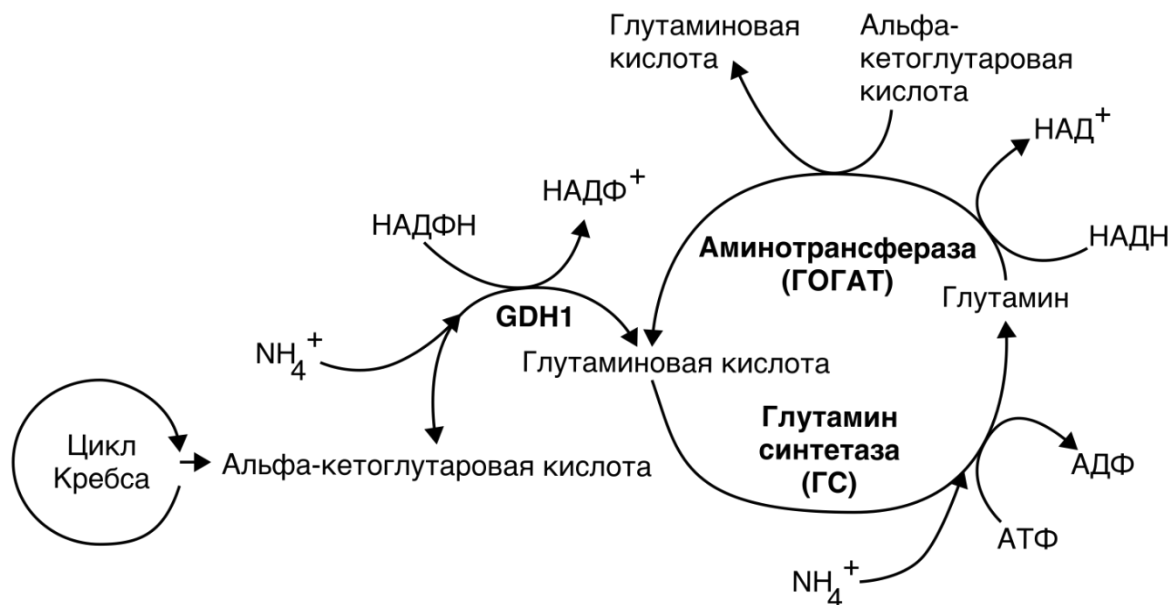 Глутаминовая
кислота
Альфа-
кетоглутаровая
кислота
НАД+
НАДФ+
НАДФН
НАДН
Аминотрансфераза
(ГОГАТ)
Глутамин
GDH1
NH4+
Глутаминовая кислота
Цикл
Кребса
Альфа-кетоглутаровая кислота
Глутамин
синтетаза
(ГС)
АДФ
АТФ
NH4+